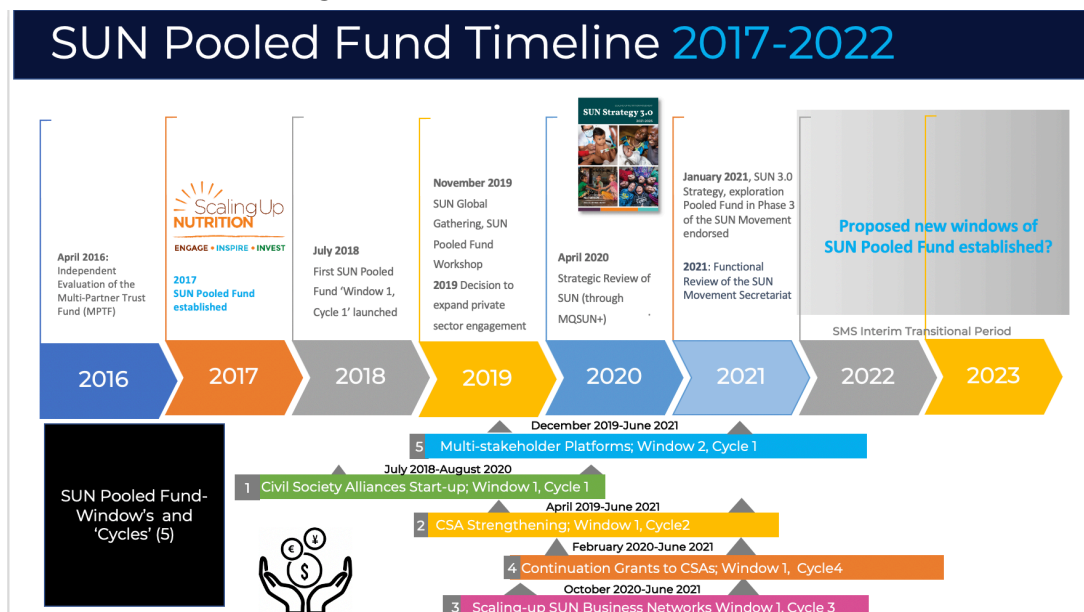 SUN Pooled Fund Timeline 2017-2022
April 2016:
Independent
Evaluation of the
Multi-Partner Trust
Fund (MPTF)
Scaling Up
NUTRITION
ENGAGE • INSPIRE • INVEST
2017
SUN Pooled Fund
established
July 2018
First SUN Pooled
Fund ‘Window 1,
Cycle 1’ launched
November 2019
SUN Global
Gathering, SUN
Pooled Fund
Workshop
2019 Decision to
expand private
sector engagement
SUN Strategy 3.0
April 2020
Strategic Review of
SUN (through
MQSUN+)
January 2021, SUN 3.0
Strategy, exploration
Pooled Fund in Phase 3
of the SUN Movement
endorsed
2021: Functional
Review of the SUN
Movement Secretariat
Proposed new windows of
SUN Pooled Fund established?
SMS Interim Transitional Period
2016
2017
2018
2019
2020
2021
2022
2023
SUN Pooled Fund-
Window’s and
‘Cycles’ (5)
December 2019-June 2021
5 Multi-stakeholder Platforms; Window 2, Cycle 1
July 2018-August 2020
1 Civil Society Alliances Start-up; Window 1, Cycle 1
April 2019-June 2021
2 CSA Strengthening; Window 1, Cycle2
February 2020-June 2021
4 Continuation Grants to CSAs; Window 1, Cycle4
October 2020-June 2021
3 Scaling-up SUN Business Networks Window 1, Cycle 3
€
¥
$